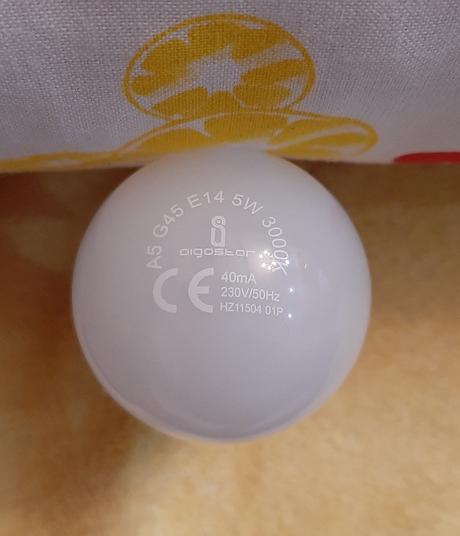 A5 G45 E14 5W 3000K
aigostar
CE
40mA
230V/50Hz
HZ11504 01P